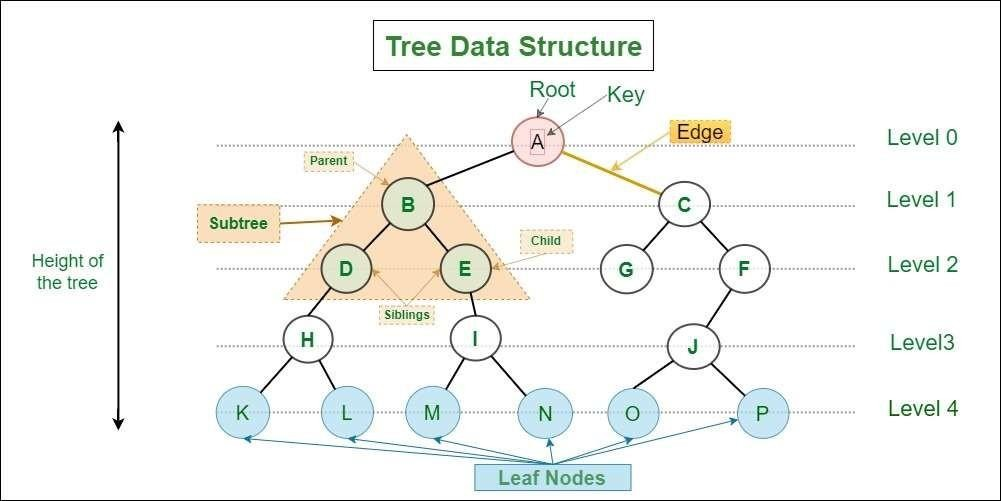 Tree Data Structure
Root
Key
A
Edge
Level 0
Parent
B
C
Level 1
Subtree
Child
D
E
G
F
Level 2
Height of
the tree
Siblings
H
I
J
Level3
K
L
M
N
O
P
Level 4
Leaf Nodes